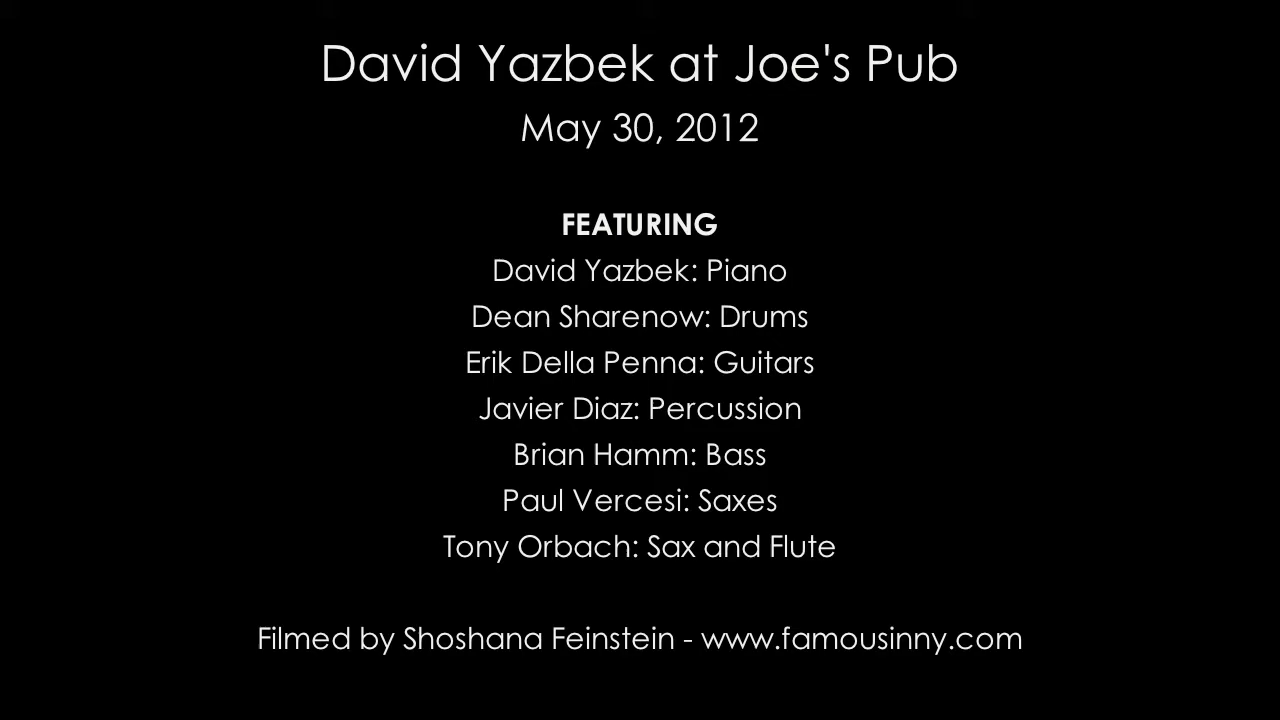 David Yazbek at Joe's Pub
May 30, 2012
FEATURING
David Yazbek: Piano
Dean Sharenow: Drums
Erik Della Penna: Guitars
Javier Diaz: Percussion
Brian Hamm: Bass
Paul Vercesi: Saxes
Tony Orbach: Sax and Flute
Filmed by Shoshana Feinstein - www.famousinny.com